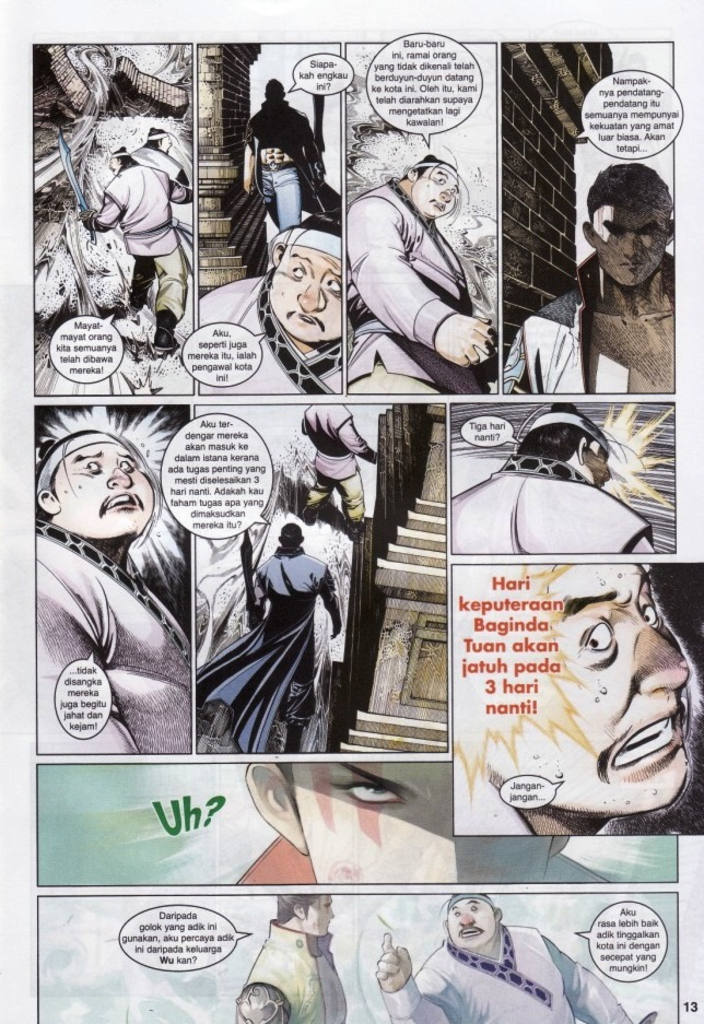 Mayat-
mayat orang
kita semuanya
telah dibawa
mereka!
Siapa-
kah engkau
ini?
Aku,
seperti juga
mereka itu, ialah
pengawal kota
ini!
Baru-baru
ini, ramai orang
yang tidak dikenali telah
berduyun-duyun datang
ke kota ini. Oleh itu, kami
telah diarahkan supaya
mengetatkan lagi
kawalan!
Nampak-
nya pendatang-
pendatang itu
semuanya mempunyai
kekuatan yang amat
luar biasa. Akan
tetapi...
...tidak
disangka
mereka
juga begitu
jahat dan
kejam!
Aku ter-
dengar mereka
akan masuk ke
dalam istana kerana
ada tugas penting yang
mesti diselesaikan 3
hari nanti. Adakah kau
faham tugas apa yang
dimaksudkan
mereka itu?
Tiga hari
nanti?
Hari
keputeraan
Baginda
Tuan akan
jatuh pada
3 hari
nanti!
Jangan-
jangan...
Uh?
Daripada
golok yang adik ini
gunakan, aku percaya adik
ini daripada keluarga
Wu kan?
Aku
rasa lebih baik
adik tinggalkan
kota ini dengan
secepat yang
mungkin!
13